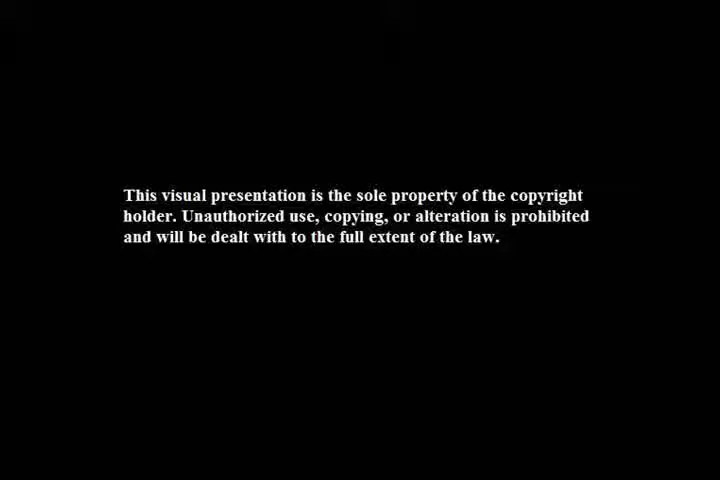 This visual presentation is the sole property of the copyright
holder. Unauthorized use, copying, or alteration is prohibited
and will be dealt with to the full extent of the law.